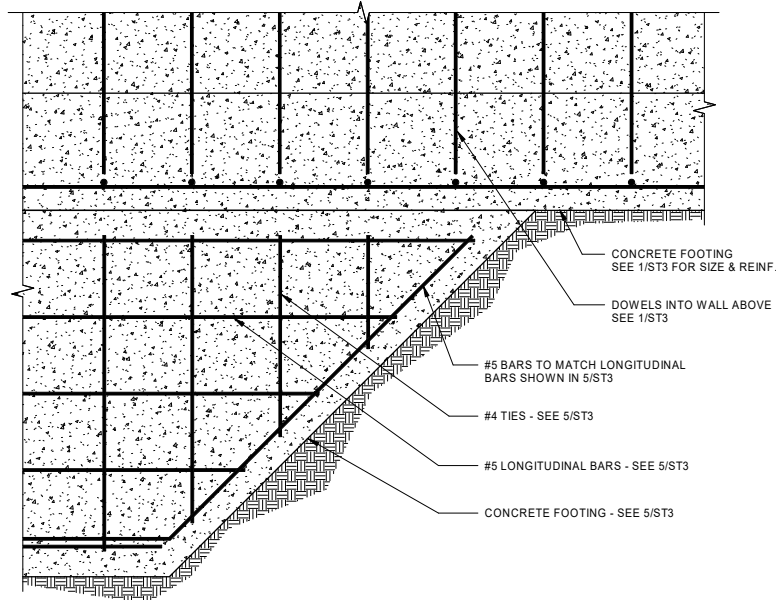 CONCRETE FOOTING
SEE 1/ST3 FOR SIZE & REINF.
DOWELS INTO WALL ABOVE
SEE 1/ST3
#5 BARS TO MATCH LONGITUDINAL
BARS SHOWN IN 5/ST3
#4 TIES - SEE 5/ST3
#5 LONGITUDINAL BARS - SEE 5/ST3
CONCRETE FOOTING - SEE 5/ST3